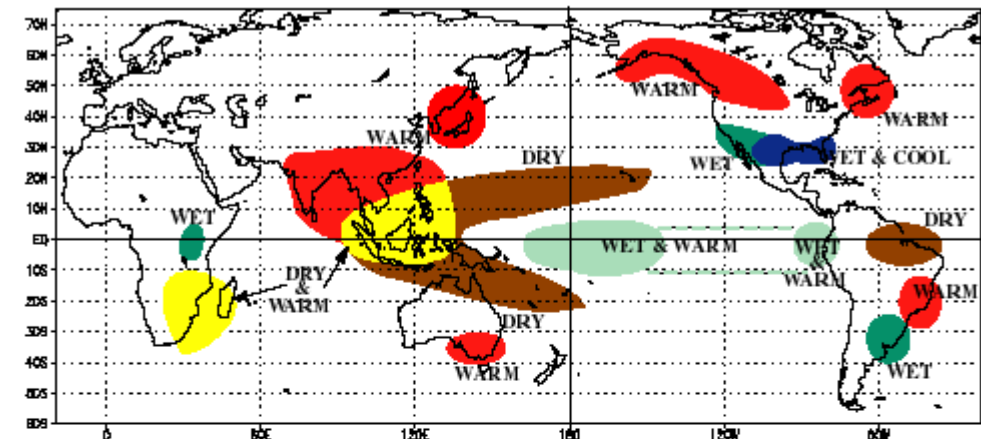 70N
60N
WARM
50N
WARM
40N
WARM
DRY
30N
WET
WET & COOL
20N
WET
10N
DRY
EQ
WET & WARM
WET
&
WARM
10S
DRY
&
WARM
WARM
20S
30S
DRY
40S
WARM
WET
50S
60S
0
60E
120E
180
120W
60W